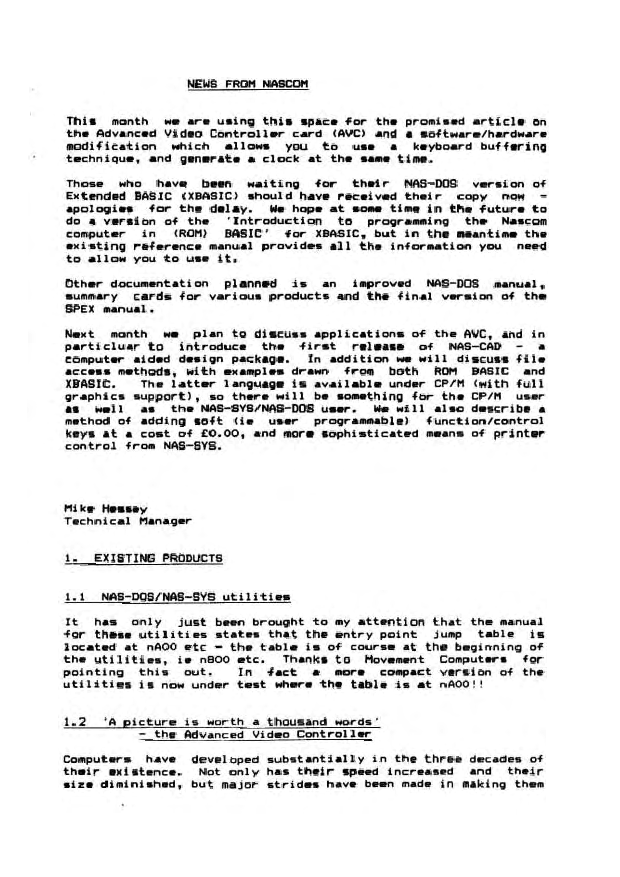 NEWS FROM NASCOM
This month we are using this space for the promised article on
the Advanced Video Controller card (AVC) and a software/hardware
modification which allows you to use a keyboard buffering
technique, and generate a clock at the same time.
Those who have been waiting for their NAS-DOS version of
Extended BASIC (XBASIC) should have received their copy now -
apologies for the delay. We hope at some time in the future to
do a version of the 'Introduction to programming the Nascom
computer in (ROM) BASIC' for XBASIC, but in the meantime the
existing reference manual provides all the information you need
to allow you to use it.
Other documentation planned is an improved NAS-DOS manual,
summary cards for various products and the final version of the
SPEX manual.
Next month we plan to discuss applications of the AVC, and in
particluar to introduce the first release of NAS-CAD - a
computer aided design package. In addition we will discuss file
access methods, with examples drawn from both ROM BASIC and
XBASIC. The latter language is available under CP/M (with full
graphics support), so there will be something for the CP/M user
as well as the NAS-SYS/NAS-DOS user. We will also describe a
method of adding soft (ie user programmable) function/control
keys at a cost of £0.00, and more sophisticated means of printer
control from NAS-SYS.
Mike Hessey
Technical Manager
1. EXISTING PRODUCTS
1.1 NAS-DOS/NAS-SYS utilities
It has only just been brought to my attention that the manual
for these utilities states that the entry point jump table is
located at nA00 etc - the table is of course at the beginning of
the utilities, ie n800 etc. Thanks to Movement Computers for
pointing this out. In fact a more compact version of the
utilities is now under test where the table is at nA00!!
1.2 'A picture is worth a thousand words'
- the Advanced Video Controller
Computers have developed substantially in the three decades of
their existence. Not only has their speed increased and their
size diminished, but major strides have been made in making them